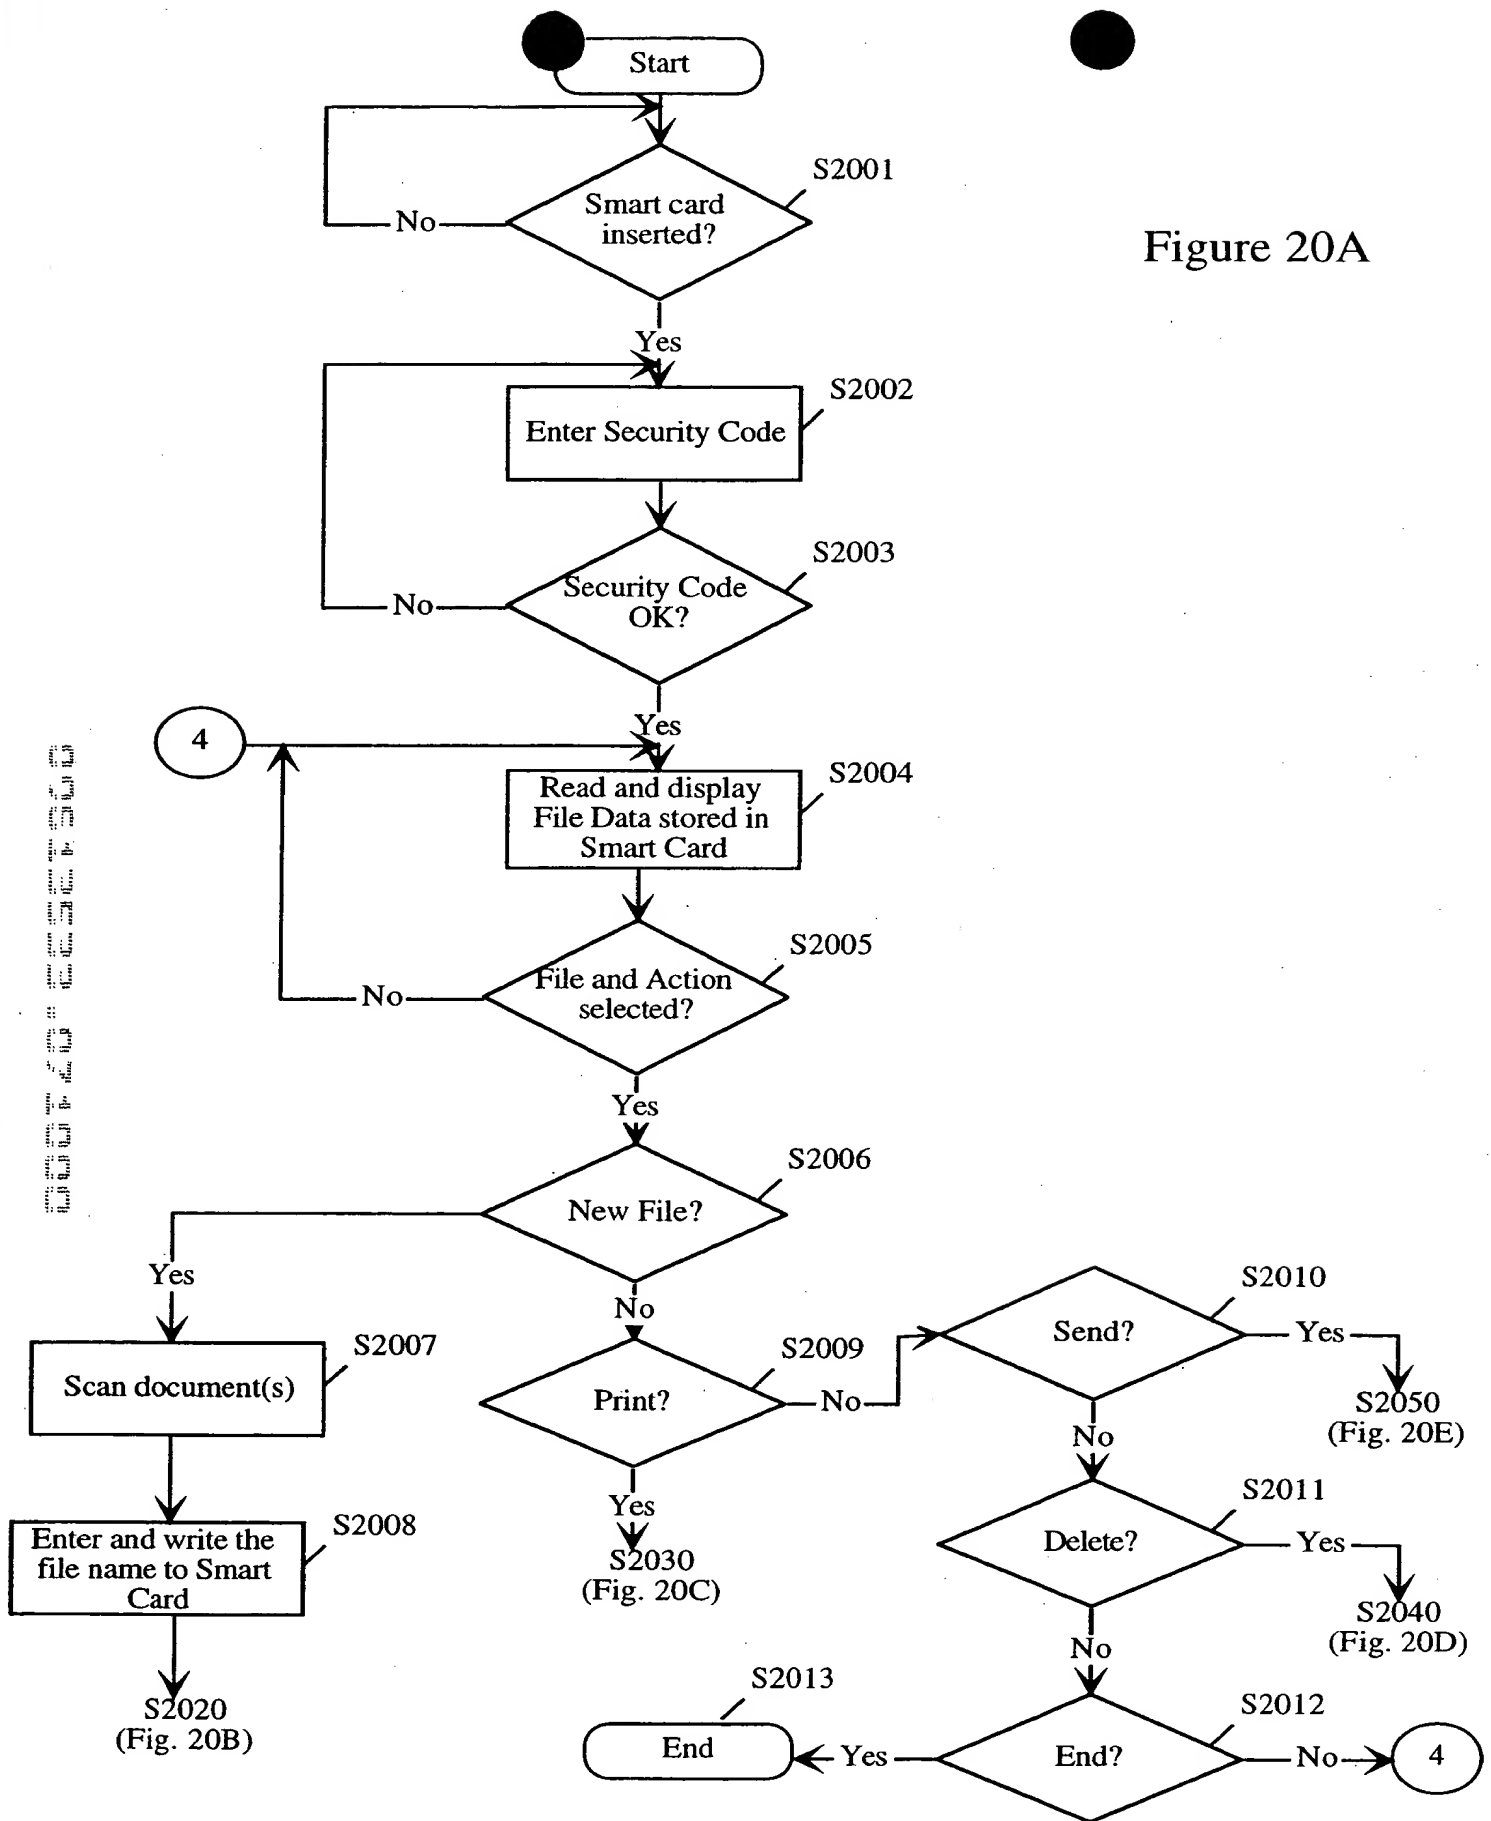 Start
S2001
Smart card
inserted?
No
Figure 20A
Yes
S2002
Enter Security Code
S2003
Security Code
OK?
No
Yes
4
S2004
Read and display
File Data stored in
Smart Card
S2005
File and Action
selected?
No
Yes
S2006
New File?
Yes
No
S2007
Scan document(s)
S2008
Enter and write the
file name to Smart
Card
S2020
(Fig. 20B)
S2009
Print?
No
Yes
S2030
(Fig. 20C)
S2010
Send?
Yes
S2050
(Fig. 20E)
No
S2011
Delete?
Yes
S2040
(Fig. 20D)
No
S2012
End?
No
4
Yes
S2013
End